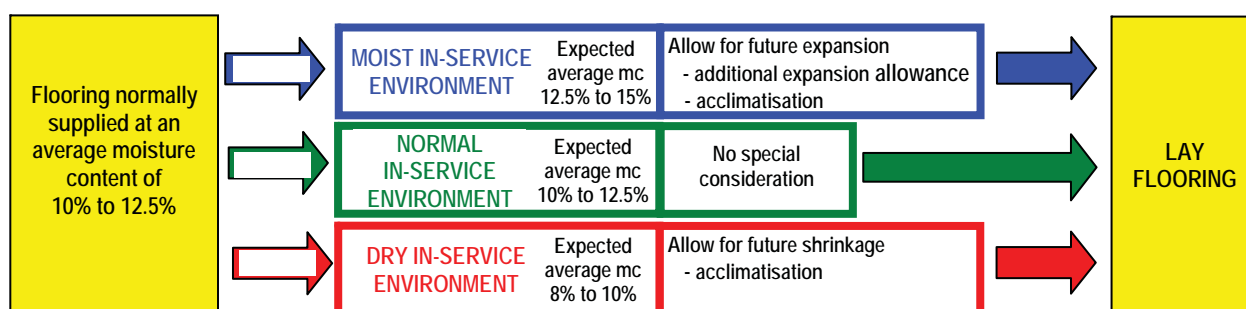 Flooring normally
supplied at an
average moisture
content of
10% to 12.5%
MOIST IN-SERVICE
ENVIRONMENT
Expected
average mc
12.5% to 15%
Allow for future expansion
- additional expansion allowance
- acclimatisation
NORMAL
IN-SERVICE
ENVIRONMENT
Expected
average mc
10% to 12.5%
No special
consideration
DRY IN-SERVICE
ENVIRONMENT
Expected
average mc
8% to 10%
Allow for future shrinkage
- acclimatisation
LAY
FLOORING